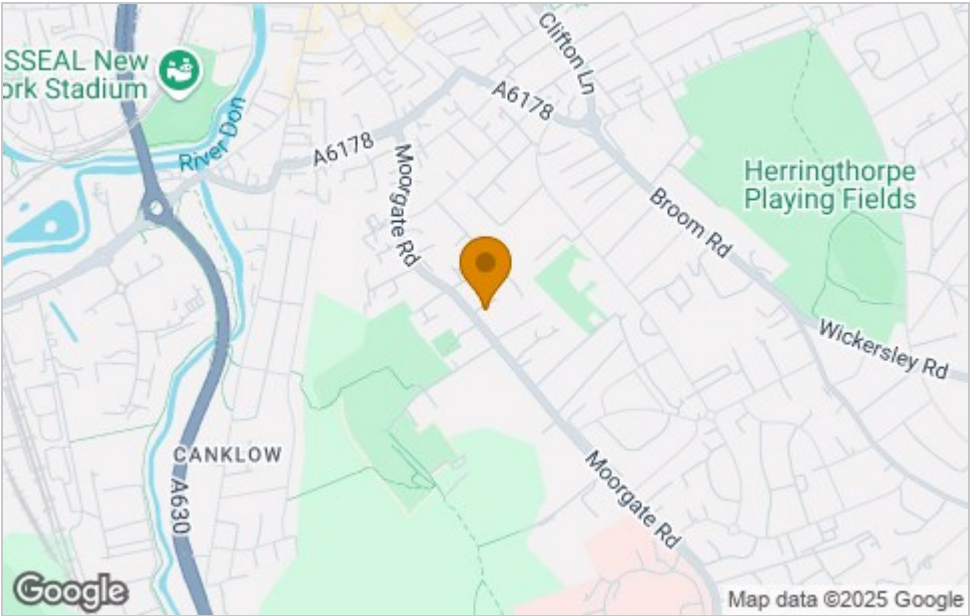 SSEAL New
ork Stadium
River Don
A6178
A6178
Clifton Ln
Moorgate Rd
Broom Rd
Herringthorpe
Playing Fields
Wickersley Rd
CANKLOW
A630
Moorgate Rd
Google
Map data ©2025 Google